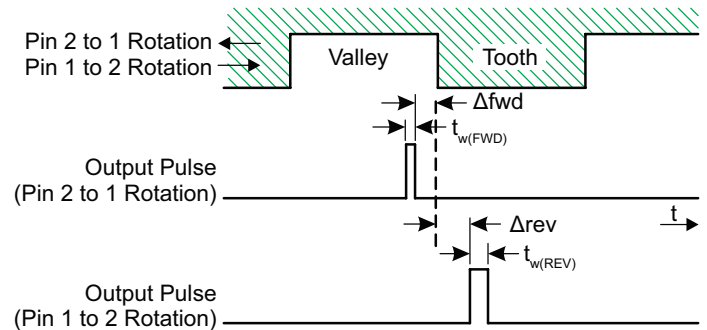 Pin 2 to 1 Rotation
Pin 1 to 2 Rotation
Valley
Tooth
Δfwd
tw(FWD)
Output Pulse
(Pin 2 to 1 Rotation)
t
Δrev
tw(REV)
Output Pulse
(Pin 1 to 2 Rotation)